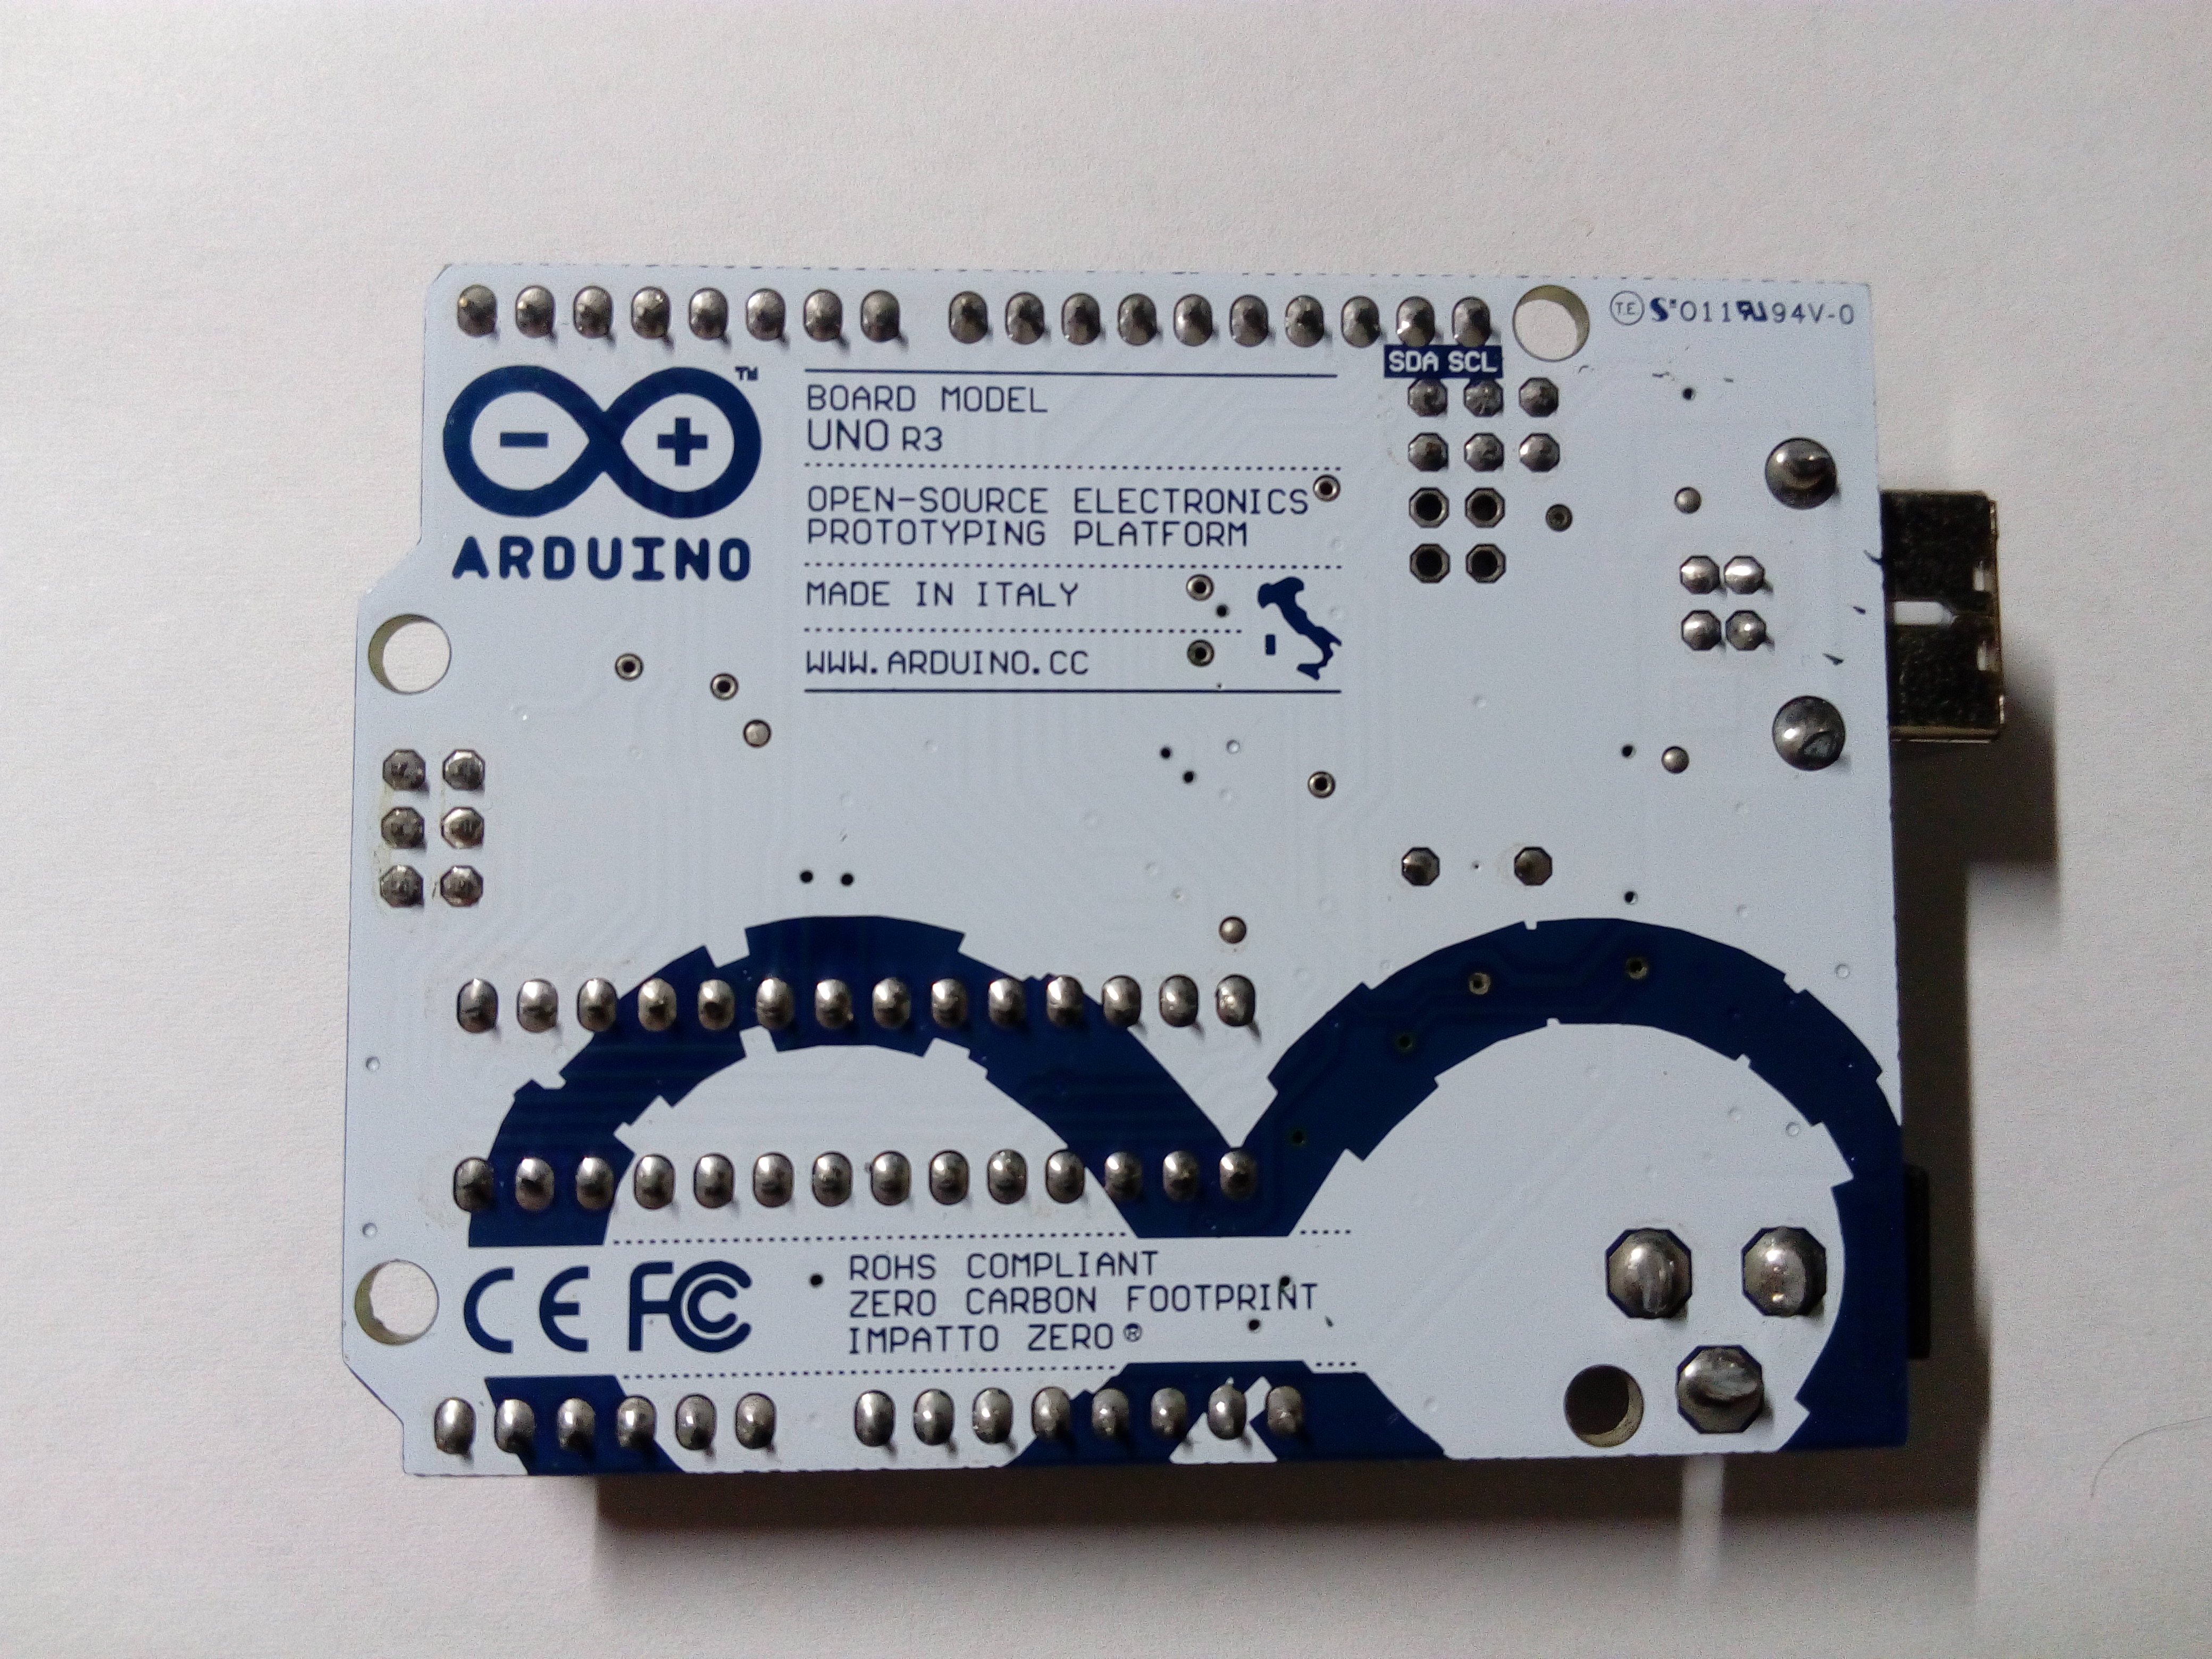 T.E. 011 94V-0
SDA SCL
TM
BOARD MODEL
UNO R3
- +
OPEN-SOURCE ELECTRONICS
PROTOTYPING PLATFORM
ARDUINO
MADE IN ITALY
WWW.ARDUINO.CC
CE FC
ROHS COMPLIANT
ZERO CARBON FOOTPRINT
IMPATTO ZERO®